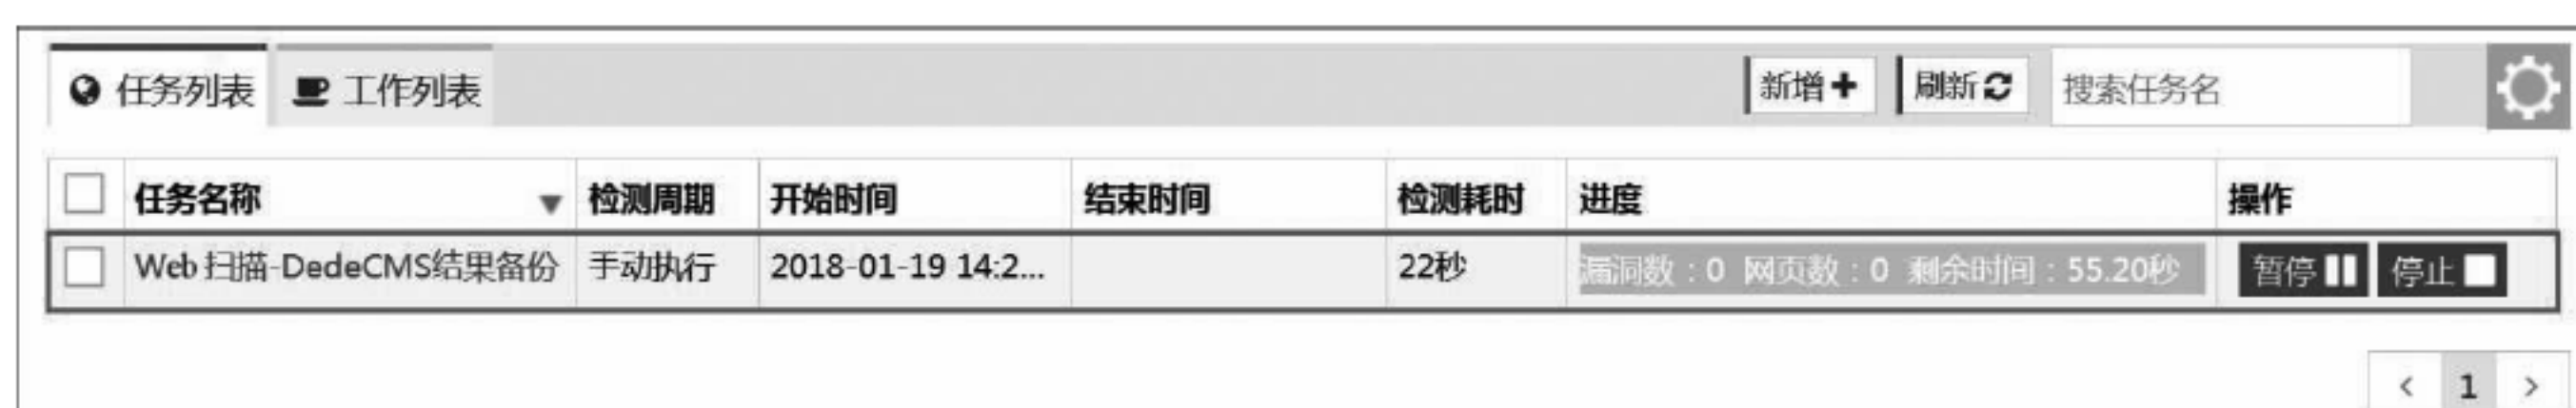 任务列表 工作列表 新增 刷新 搜索任务名
任务名称 检测周期 开始时间 结束时间 检测耗时 进度 操作
Web 扫描-DedeCMS结果备份 手动执行 2018-01-19 14:2... 22秒 漏洞数：0 网页数：0 剩余时间：55.20秒 暂停 停止
< 1 >